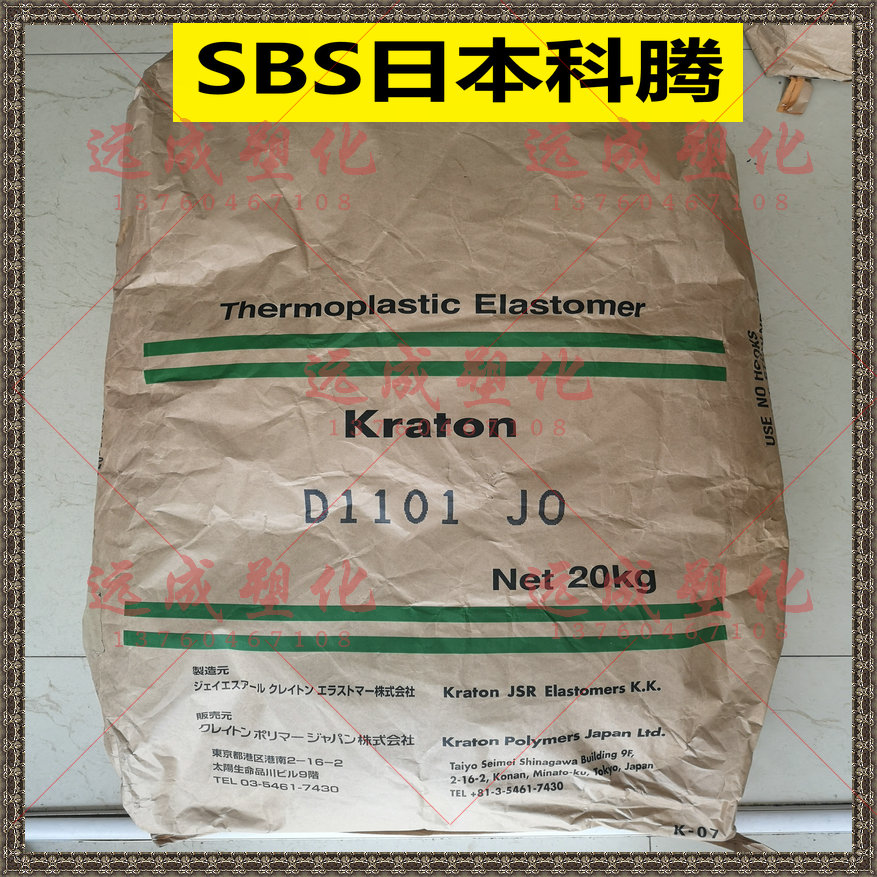 SBS日本科腾
远成塑化 远成塑化
13760467108 13760467108
Thermoplastic Elastomer
USE NO HOOKS
远成塑化
Kraton
13760467108
D1101 JO
Net 20kg
远成塑化 远成塑化
13760467108 13760467108
製造元
ジェイエスアール クレイトン エラストマー株式会社 Kraton JSR Elastomers K.K.
販売元
クレイトン ポリマー ジャパン株式会社 Kraton Polymers Japan Ltd.
東京都港区港南2-16-2 Taiyo Seimei Shinagawa Building 9F,
太陽生命品川ビル9階 2-16-2, Konan, Minato-ku, Tokyo, Japan
TEL 03-5461-7430 TEL +81-3-5461-7430
K-07